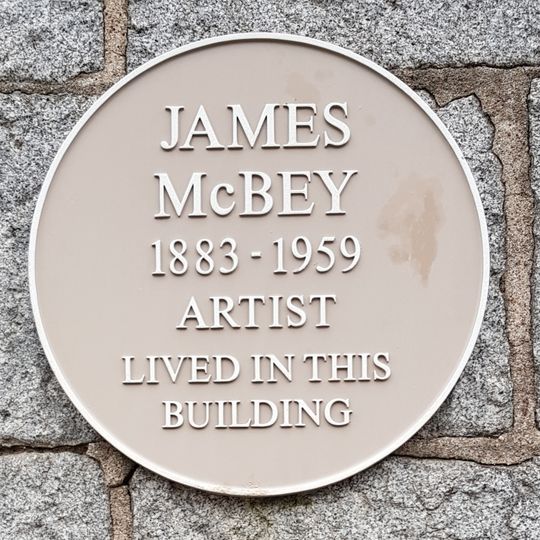 JAMES
McBEY
1883 - 1959
ARTIST
LIVED IN THIS
BUILDING